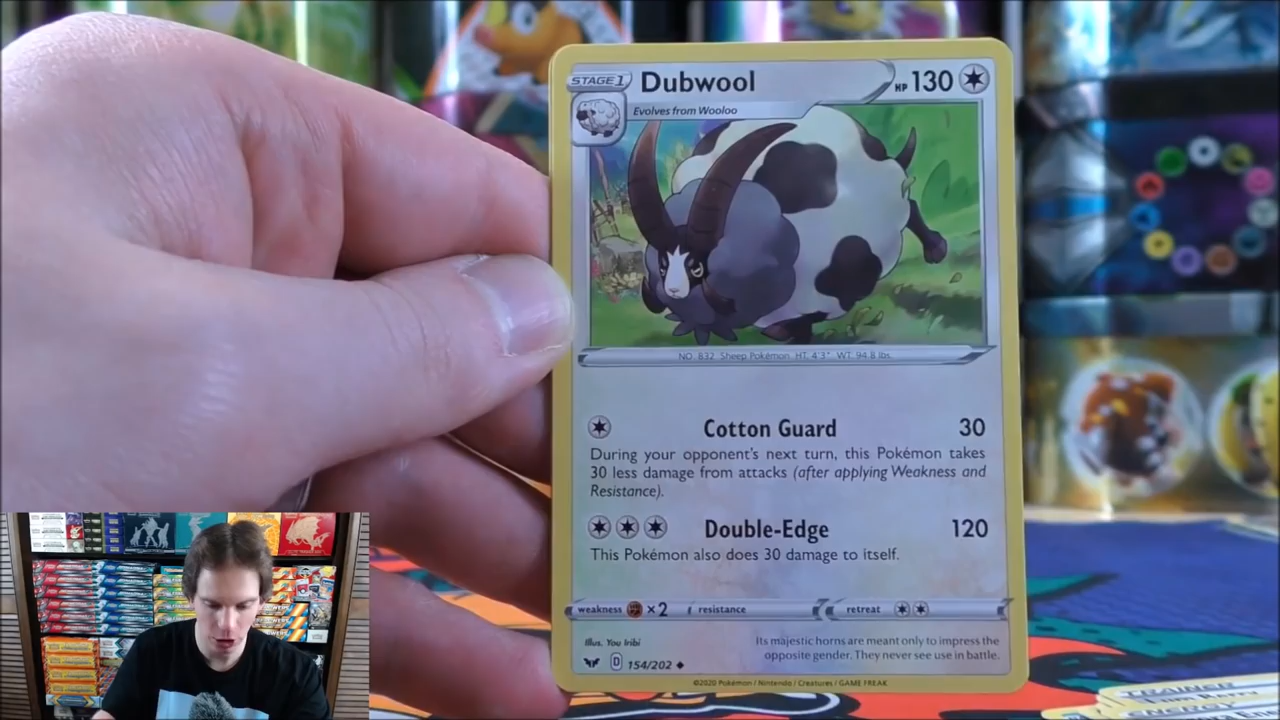 STAGE 1 Dubwool HP 130
Evolves from Wooloo
NO. 832 Sheep Pokémon HT. 4'3" WT. 94.8 lbs.
Cotton Guard 30
During your opponent's next turn, this Pokémon takes
30 less damage from attacks (after applying Weakness and
Resistance).
Double-Edge 120
This Pokémon also does 30 damage to itself.
weakness ×2 resistance retreat
Illus. You Iribi
Its majestic horns are meant only to impress the
opposite gender. They never see use in battle.
D 154/202
©2020 Pokémon / Nintendo / Creatures / GAME FREAK
TRAINER
ENERGY